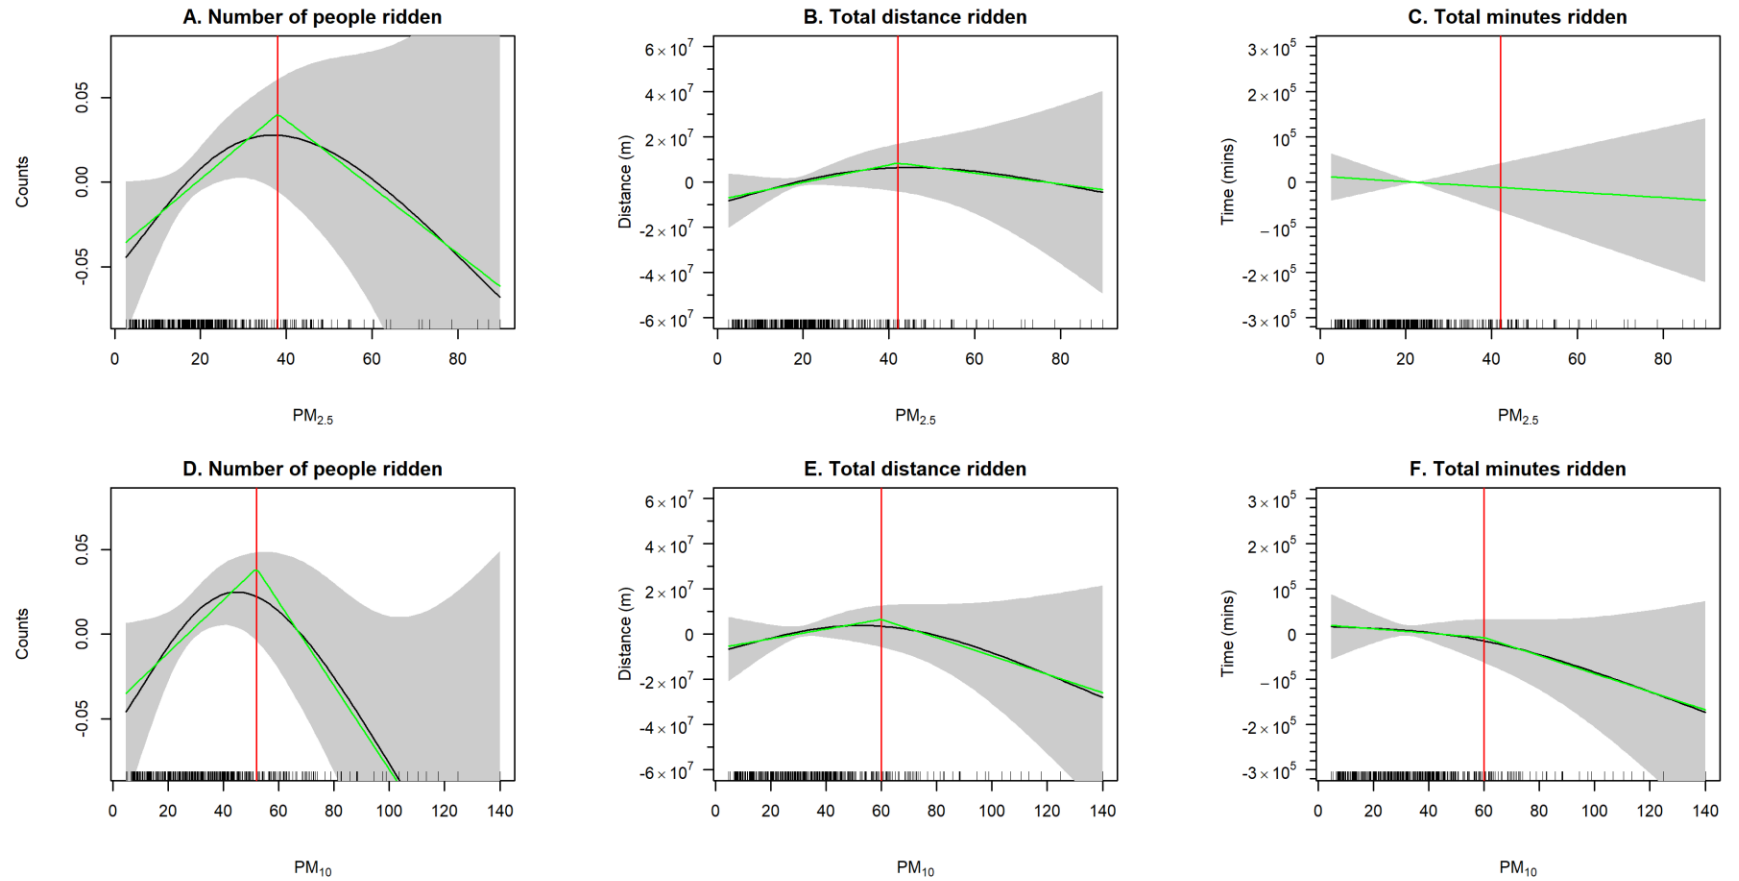 A. Number of people ridden
B. Total distance ridden
C. Total minutes ridden
Counts
0.05
0.00
-0.05
0 20 40 60 80
PM2.5
Distance (m)
6 × 10^7
4 × 10^7
2 × 10^7
0
-2 × 10^7
-4 × 10^7
-6 × 10^7
0 20 40 60 80
PM2.5
Time (mins)
3 × 10^5
2 × 10^5
10^5
0
− 10^5
-2 × 10^5
-3 × 10^5
0 20 40 60 80
PM2.5
D. Number of people ridden
E. Total distance ridden
F. Total minutes ridden
Counts
0.05
0.00
-0.05
0 20 40 60 80 100 120 140
PM10
Distance (m)
6 × 10^7
4 × 10^7
2 × 10^7
0
-2 × 10^7
-4 × 10^7
-6 × 10^7
0 20 40 60 80 100 120 140
PM10
Time (mins)
3 × 10^5
2 × 10^5
10^5
0
− 10^5
-2 × 10^5
-3 × 10^5
0 20 40 60 80 100 120 140
PM10